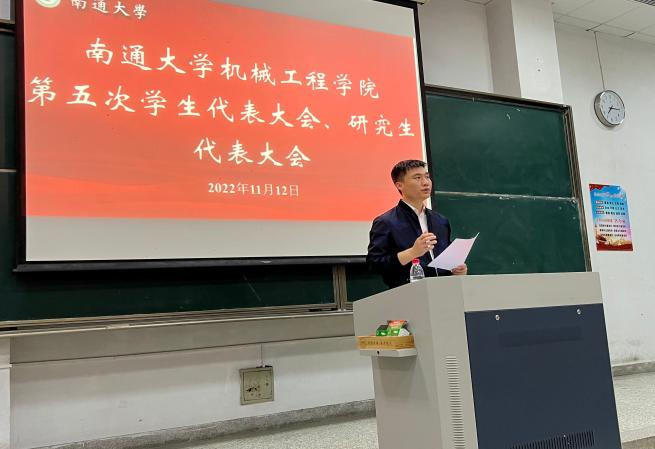 南通大學
南通大学机械工程学院
第五次学生代表大会、研究生
代表大会
2022年11月12日